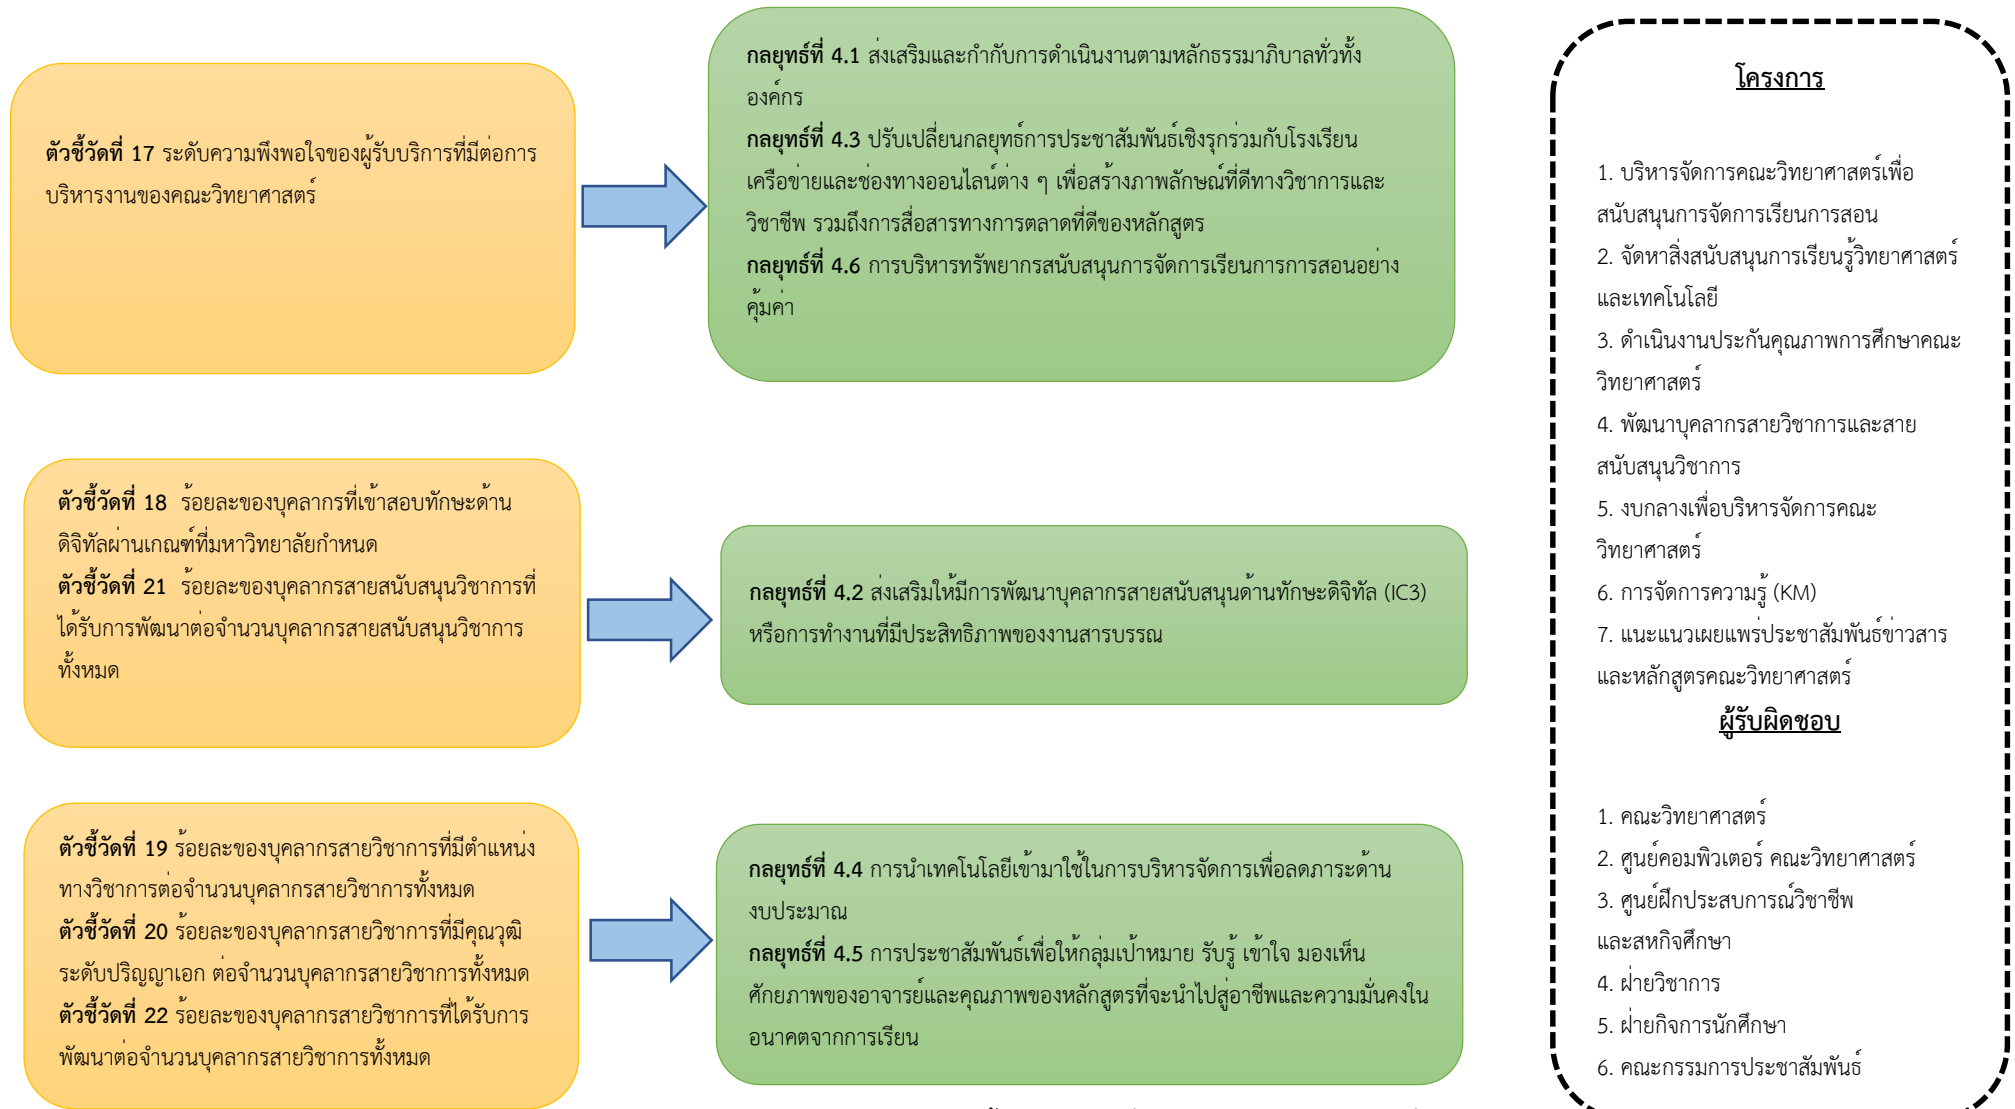 ตัวชี้วัดที่ 17 ระดับความพึงพอใจของผู้รับบริการที่มีต่อการ
บริหารงานของคณะวิทยาศาสตร์
กลยุทธ์ที่ 4.1 ส่งเสริมและกำกับการดำเนินงานตามหลักธรรมาภิบาลทั่วทั้ง
องค์กร
กลยุทธ์ที่ 4.3 ปรับเปลี่ยนกลยุทธ์การประชาสัมพันธ์เชิงรุกร่วมกับโรงเรียน
เครือข่ายและช่องทางออนไลน์ต่าง ๆ เพื่อสร้างภาพลักษณ์ที่ดีทางวิชาการและ
วิชาชีพ รวมถึงการสื่อสารทางการตลาดที่ดีของหลักสูตร
กลยุทธ์ที่ 4.6 การบริหารทรัพยากรสนับสนุนการจัดการเรียนการการสอนอย่าง
คุ้มค่า
ตัวชี้วัดที่ 18 ร้อยละของบุคลากรที่เข้าสอบทักษะด้าน
ดิจิทัลผ่านเกณฑ์ที่มหาวิทยาลัยกำหนด
ตัวชี้วัดที่ 21 ร้อยละของบุคลากรสายสนับสนุนวิชาการที่
ได้รับการพัฒนาต่อจำนวนบุคลากรสายสนับสนุนวิชาการ
ทั้งหมด
กลยุทธ์ที่ 4.2 ส่งเสริมให้มีการพัฒนาบุคลากรสายสนับสนุนด้านทักษะดิจิทัล (IC3)
หรือการทำงานที่มีประสิทธิภาพของงานสารบรรณ
ตัวชี้วัดที่ 19 ร้อยละของบุคลากรสายวิชาการที่มีตำแหน่ง
ทางวิชาการต่อจำนวนบุคลากรสายวิชาการทั้งหมด
ตัวชี้วัดที่ 20 ร้อยละของบุคลากรสายวิชาการที่มีคุณวุฒิ
ระดับปริญญาเอก ต่อจำนวนบุคลากรสายวิชาการทั้งหมด
ตัวชี้วัดที่ 22 ร้อยละของบุคลากรสายวิชาการที่ได้รับการ
พัฒนาต่อจำนวนบุคลากรสายวิชาการทั้งหมด
กลยุทธ์ที่ 4.4 การนำเทคโนโลยีเข้ามาใช้ในการบริหารจัดการเพื่อลดภาระด้าน
งบประมาณ
กลยุทธ์ที่ 4.5 การประชาสัมพันธ์เพื่อให้กลุ่มเป้าหมาย รับรู้ เข้าใจ มองเห็น
ศักยภาพของอาจารย์และคุณภาพของหลักสูตรที่จะนำไปสู่อาชีพและความมั่นคงใน
อนาคตจากการเรียน
โครงการ
1. บริหารจัดการคณะวิทยาศาสตร์เพื่อ
สนับสนุนการจัดการเรียนการสอน
2. จัดหาสิ่งสนับสนุนการเรียนรู้วิทยาศาสตร์
และเทคโนโลยี
3. ดำเนินงานประกันคุณภาพการศึกษาคณะ
วิทยาศาสตร์
4. พัฒนาบุคลากรสายวิชาการและสาย
สนับสนุนวิชาการ
5. งบกลางเพื่อบริหารจัดการคณะ
วิทยาศาสตร์
6. การจัดการความรู้ (KM)
7. แนะแนวเผยแพร่ประชาสัมพันธ์ข่าวสาร
และหลักสูตรคณะวิทยาศาสตร์
ผู้รับผิดชอบ
1. คณะวิทยาศาสตร์
2. ศูนย์คอมพิวเตอร์ คณะวิทยาศาสตร์
3. ศูนย์ฝึกประสบการณ์วิชาชีพ
และสหกิจศึกษา
4. ฝ่ายวิชาการ
5. ฝ่ายกิจการนักศึกษา
6. คณะกรรมการประชาสัมพันธ์